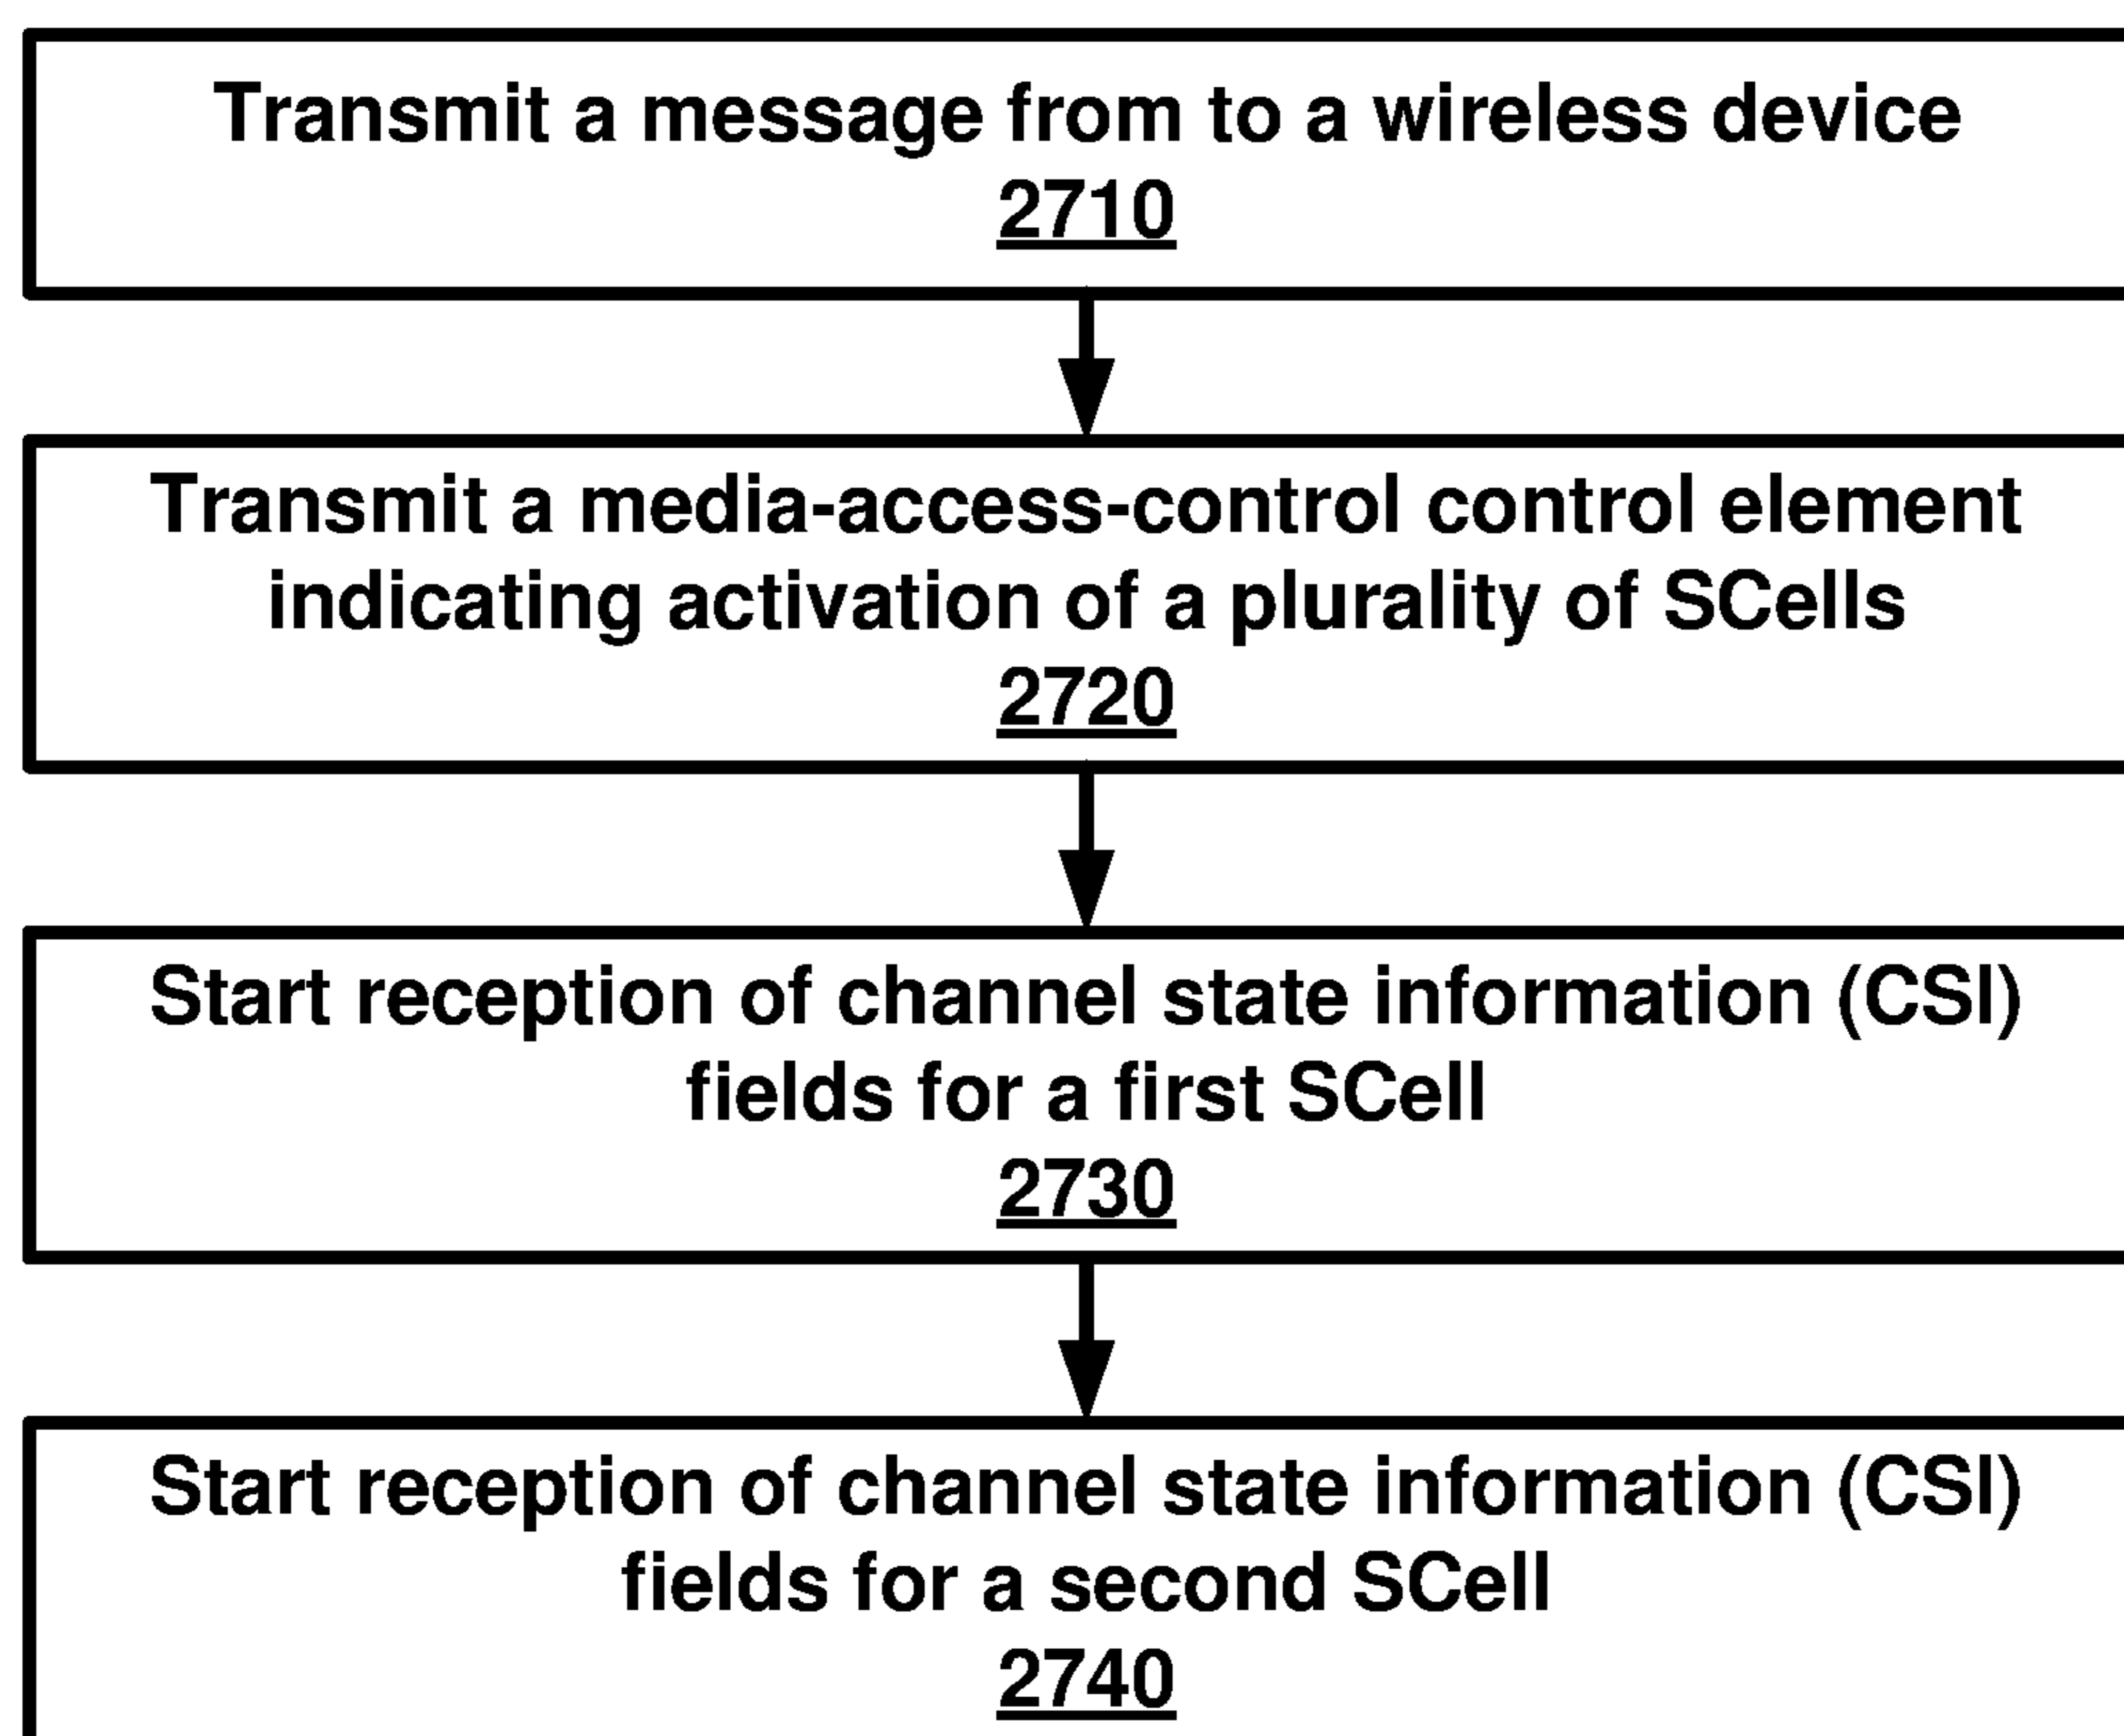 Transmit a message from to a wireless device
2710
Transmit a media-access-control control element
indicating activation of a plurality of SCells
2720
Start reception of channel state information (CSI)
fields for a first SCell
2730
Start reception of channel state information (CSI)
fields for a second SCell
2740